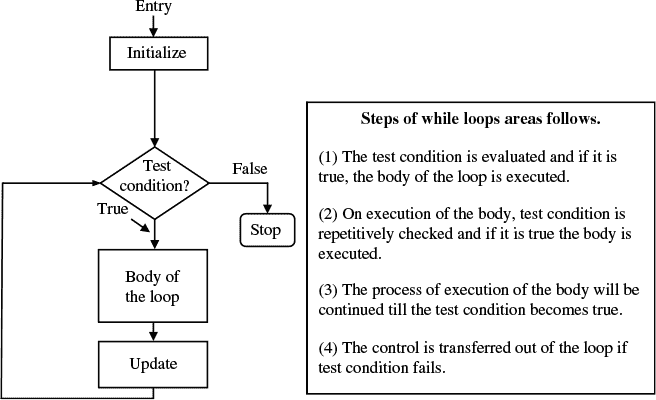 Entry
Initialize
Test
condition?
False
True
Stop
Body of
the loop
Update
Steps of while loops areas follows.
(1) The test condition is evaluated and if it is
true, the body of the loop is executed.
(2) On execution of the body, test condition is
repetitively checked and if it is true the body is
executed.
(3) The process of execution of the body will be
continued till the test condition becomes true.
(4) The control is transferred out of the loop if
test condition fails.